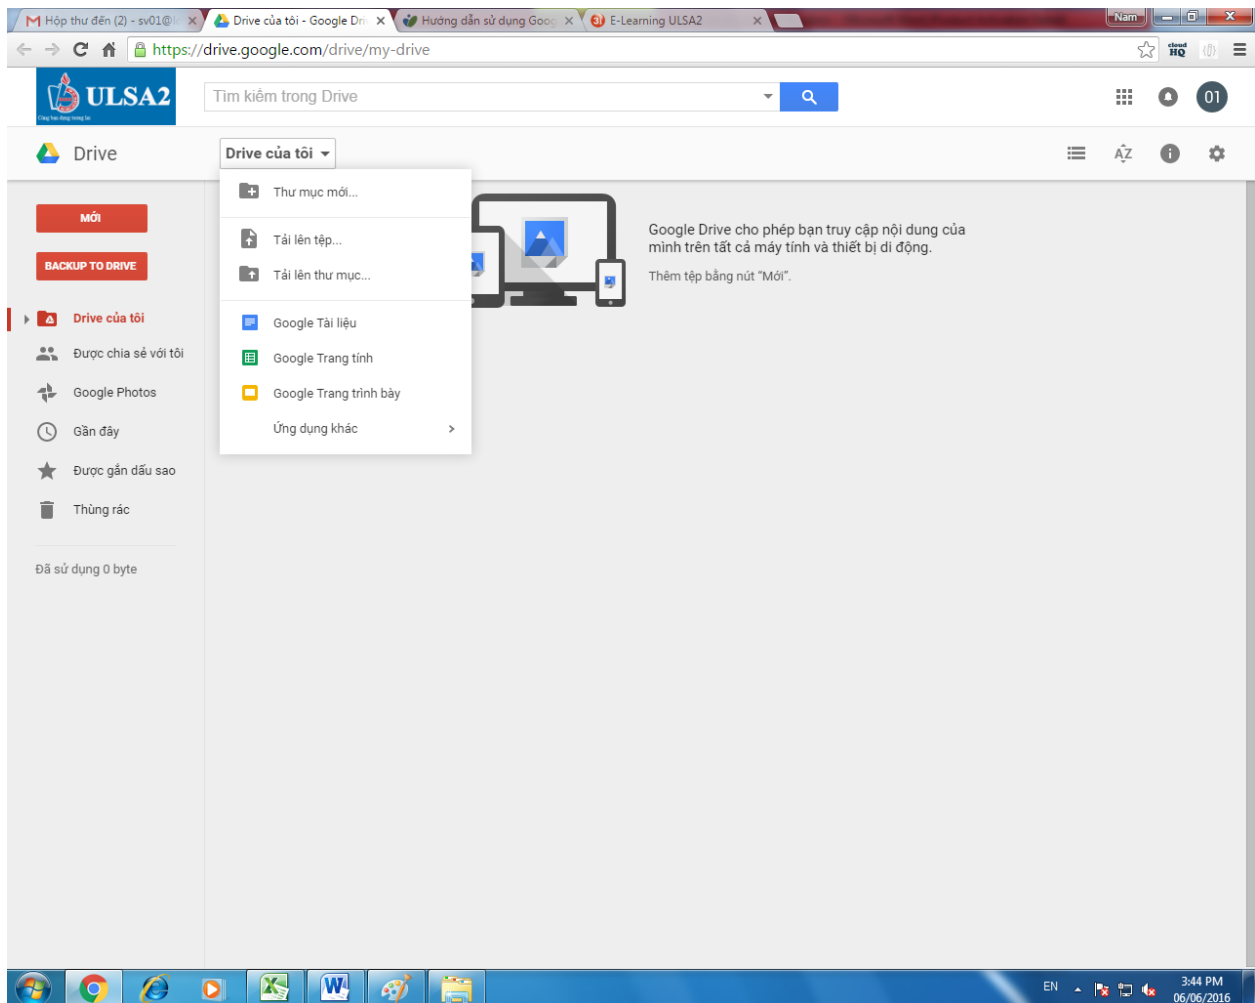 Hộp thư đến (2) - sv01@
Drive của tôi - Google Dri
Hướng dẫn sử dụng Goog
E-Learning ULSA2
Nam
https://drive.google.com/drive/my-drive
cloud
HQ
ULSA2
Tìm kiếm trong Drive
01
Drive
Drive của tôi
AZ
Thư mục mới...
Tải lên tệp...
Tải lên thư mục...
Google Tài liệu
Google Trang tính
Google Trang trình bày
Ứng dụng khác
MỚI
BACKUP TO DRIVE
Drive của tôi
Được chia sẻ với tôi
Google Photos
Gần đây
Được gắn dấu sao
Thùng rác
Đã sử dụng 0 byte
Google Drive cho phép bạn truy cập nội dung của
mình trên tất cả máy tính và thiết bị di động.
Thêm tệp bằng nút "Mới".
EN
3:44 PM
06/06/2016